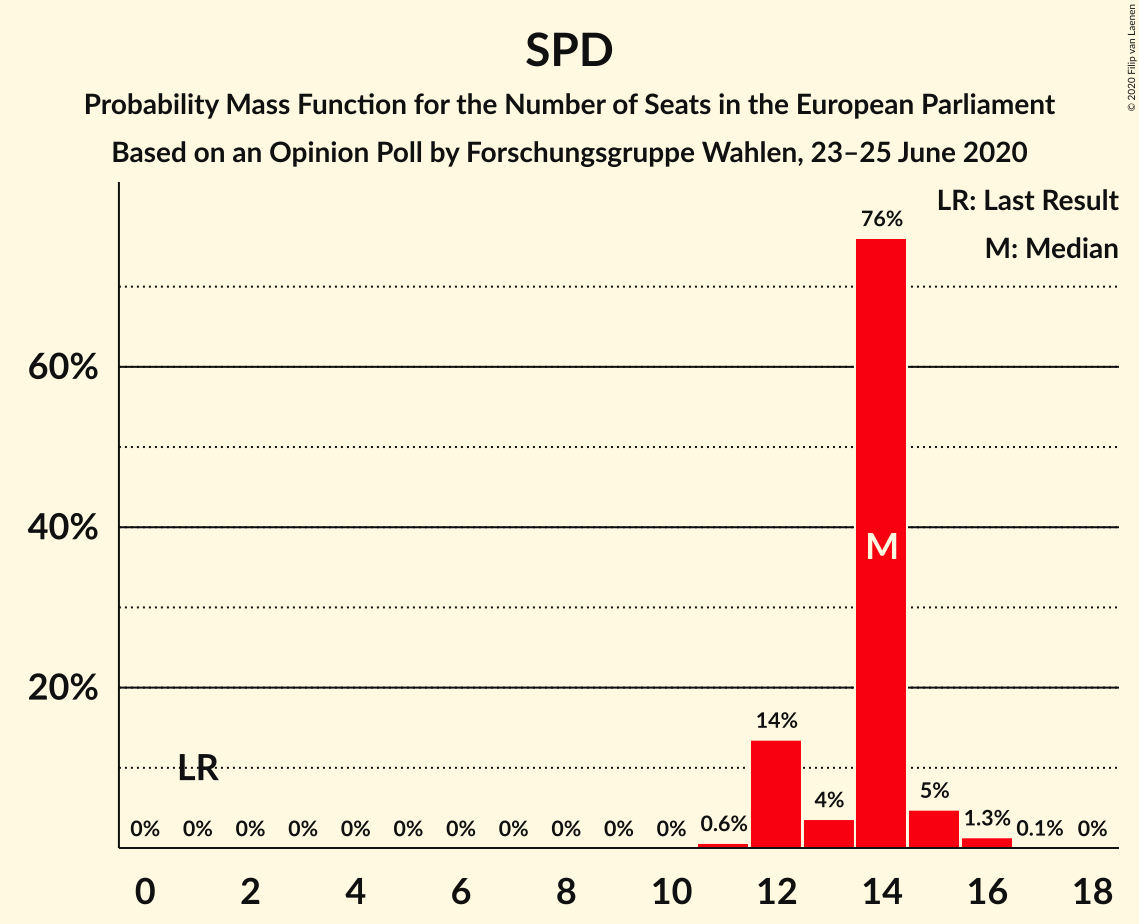 SPD
Probability Mass Function for the Number of Seats in the European Parliament
Based on an Opinion Poll by Forschungsgruppe Wahlen, 23–25 June 2020
© 2020 Filip van Laenen
LR: Last Result
M: Median
76%
60%
40%
M
20%
14%
LR
5%
4%
0% 0% 0% 0% 0% 0% 0% 0% 0% 0% 0% 0.6% 1.3% 0.1% 0%
0 2 4 6 8 10 12 14 16 18